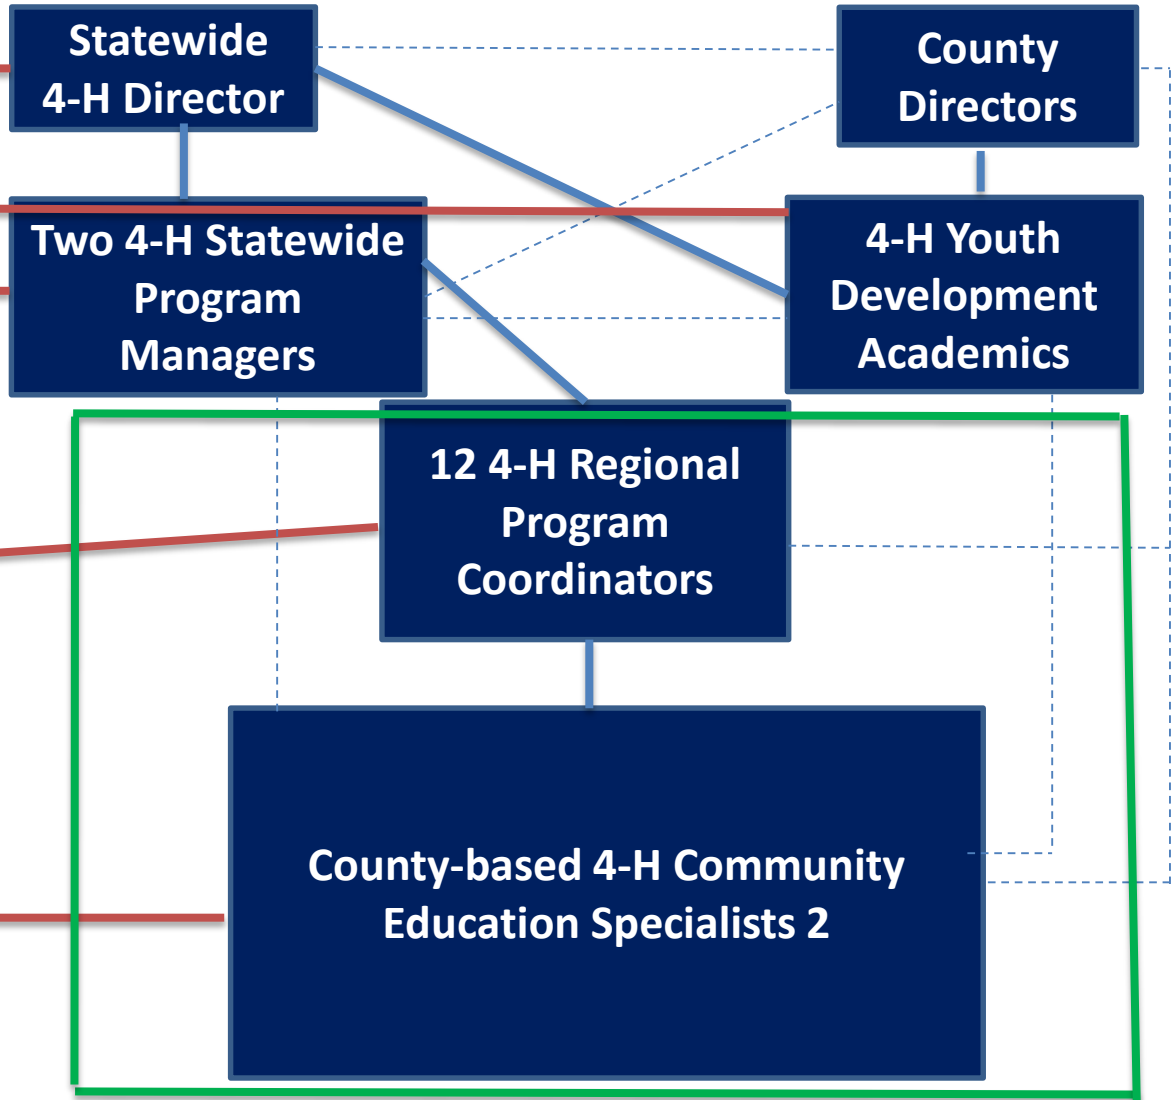 Statewide
4-H Director
County
Directors
Two 4-H Statewide
Program
Managers
4-H Youth
Development
Academics
12 4-H Regional
Program
Coordinators
County-based 4-H Community
Education Specialists 2